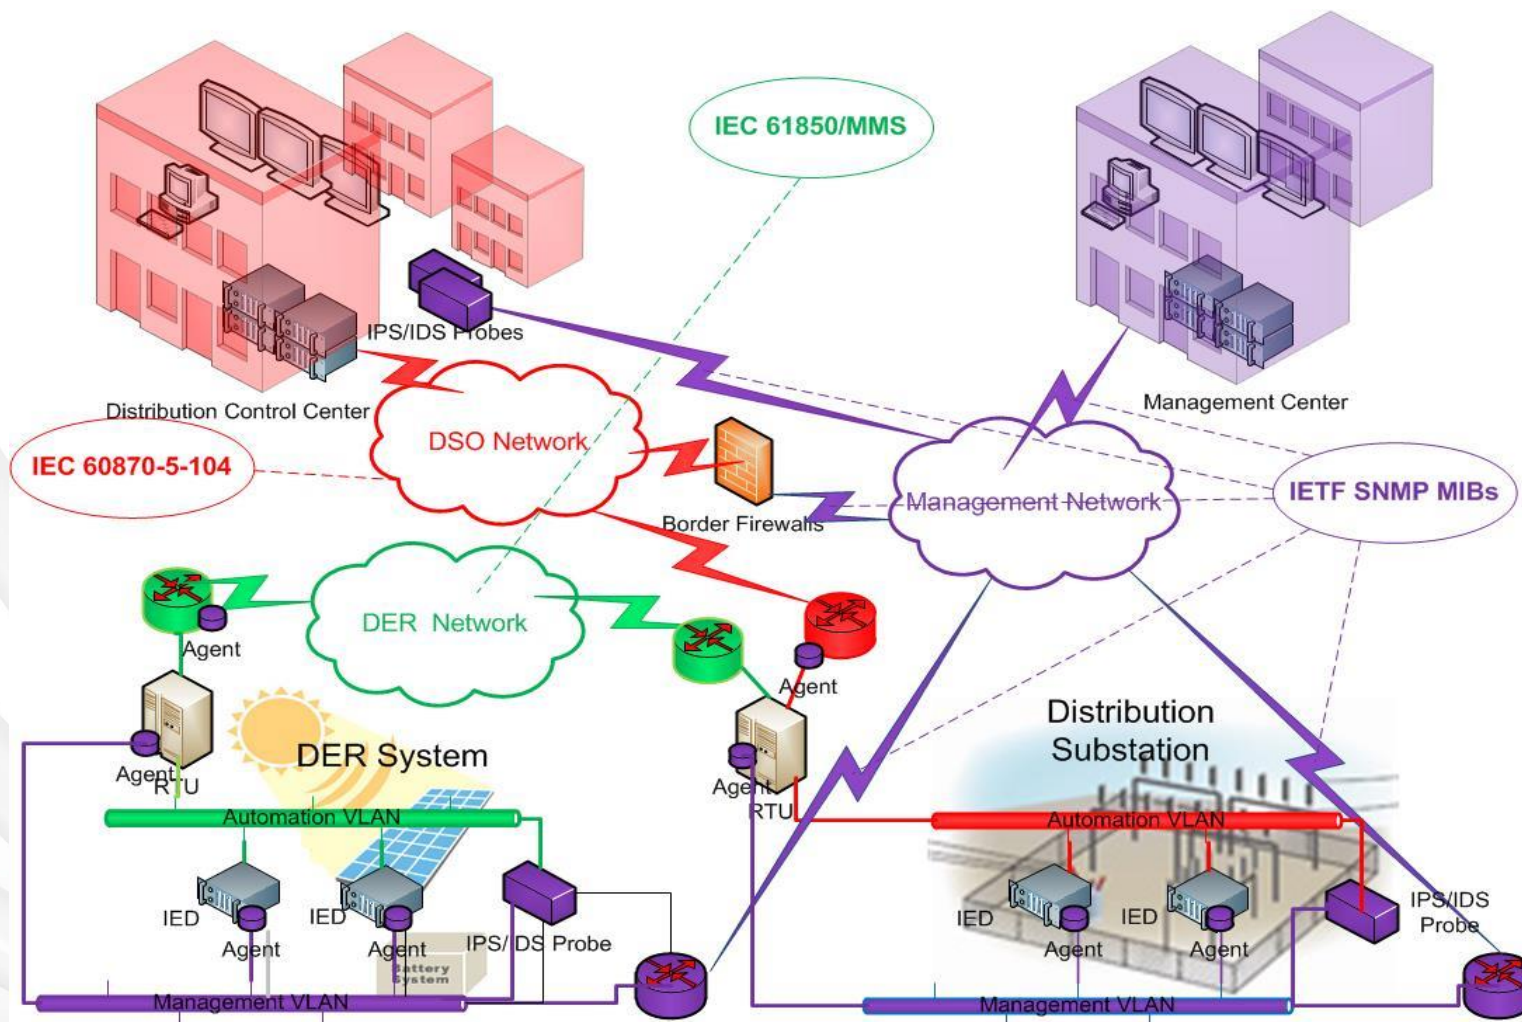 IEC 61850/MMS
IPS/IDS Probes
Distribution Control Center
Management Center
DSO Network
IEC 60870-5-104
IETF SNMP MIBs
Management Network
Border Firewalls
DER Network
Agent
Agent
Distribution
Substation
DER System
Agent
RTU
Agent
RTU
Automation VLAN
Automation VLAN
IED
IED
IED
IED
IPS/IDS
Probe
Agent
Agent
IPS/IDS Probe
Agent
Agent
Battery
System
Management VLAN
Management VLAN